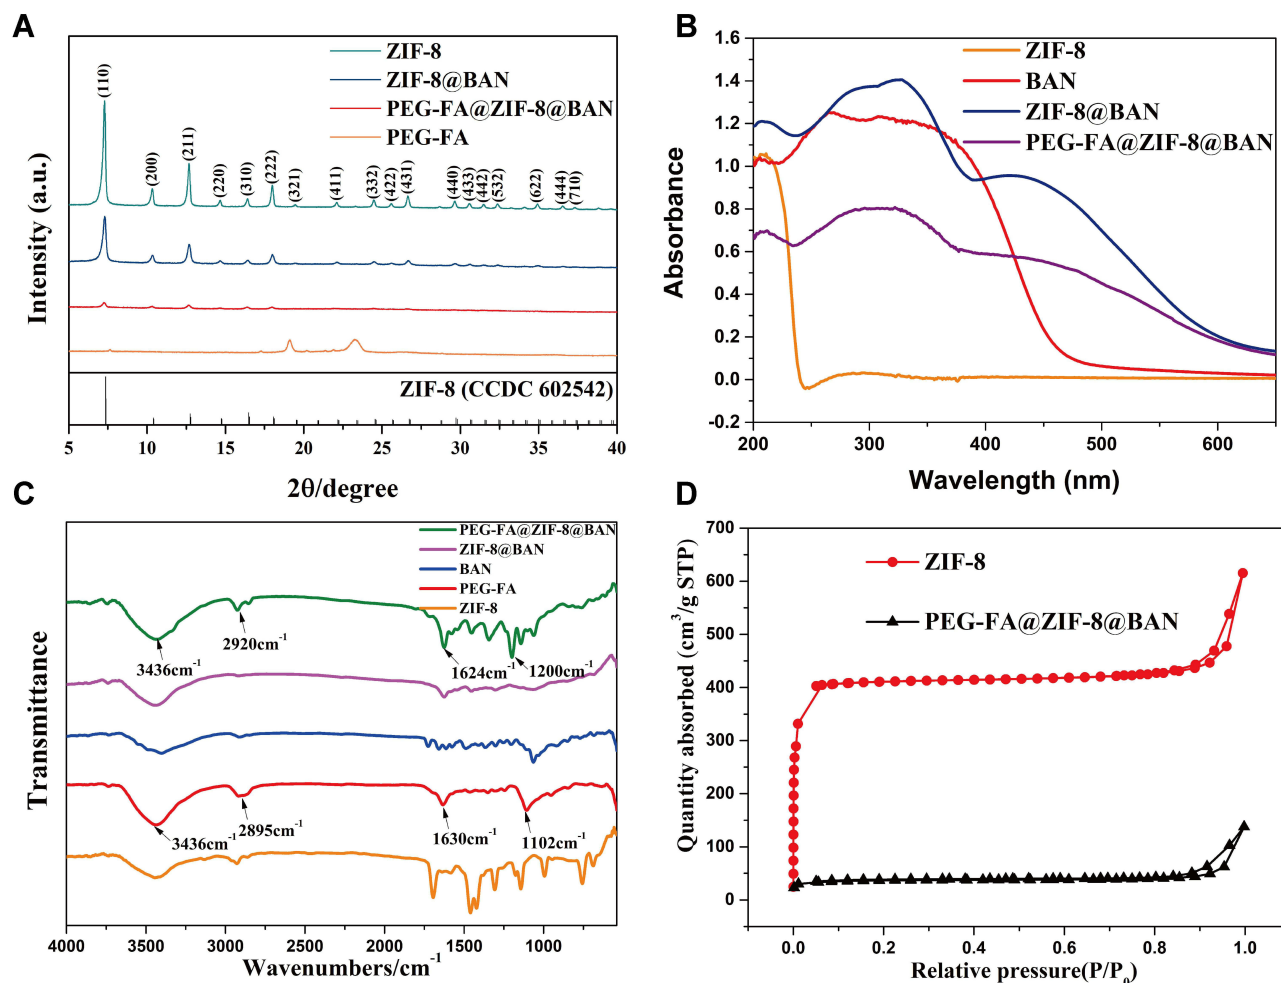 A
ZIF-8
ZIF-8@BAN
PEG-FA@ZIF-8@BAN
PEG-FA
(110)
(200)
(211)
(220)
(310)
(222)
(321)
(411)
(332)
(422)
(431)
(440)
(433)
(442)
(532)
(622)
(444)
(710)
Intensity (a.u.)
ZIF-8 (CCDC 602542)
5 10 15 20 25 30 35 40
2θ/degree
B
ZIF-8
BAN
ZIF-8@BAN
PEG-FA@ZIF-8@BAN
1.6
1.4
1.2
1.0
0.8
0.6
0.4
0.2
0.0
-0.2
Absorbance
200 300 400 500 600
Wavelength (nm)
C
PEG-FA@ZIF-8@BAN
ZIF-8@BAN
BAN
PEG-FA
ZIF-8
3436cm⁻¹
2920cm⁻¹
1624cm⁻¹
1200cm⁻¹
3436cm⁻¹
2895cm⁻¹
1630cm⁻¹
1102cm⁻¹
Transmittance
4000 3500 3000 2500 2000 1500 1000
Wavenumbers/cm⁻¹
D
ZIF-8
PEG-FA@ZIF-8@BAN
700
600
500
400
300
200
100
0
Quantity absorbed (cm³/g STP)
0.0 0.2 0.4 0.6 0.8 1.0
Relative pressure(P/P₀)